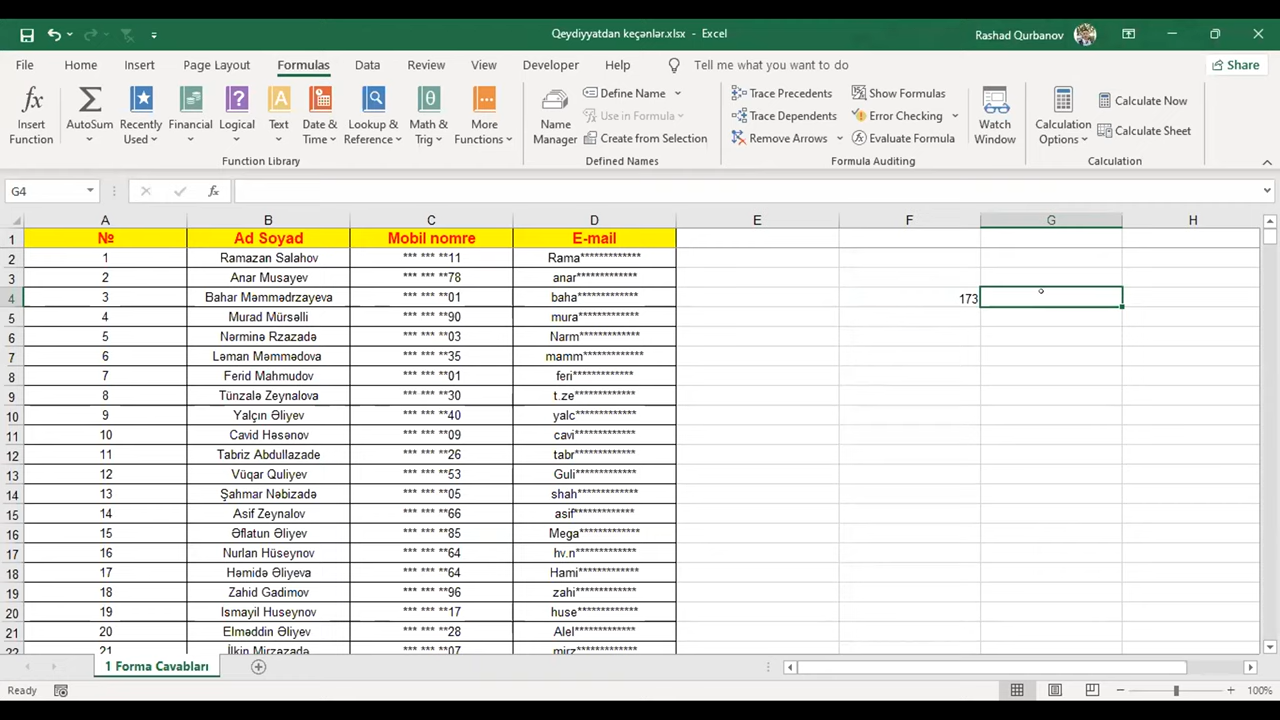 Qeydiyyatdan keçənlər.xlsx - Excel
Rashad Qurbanov
File Home Insert Page Layout Formulas Data Review View Developer Help Tell me what you want to do Share
Insert Function
AutoSum
Recently Used
Financial
Logical
Text
Date & Time
Lookup & Reference
Math & Trig
More Functions
Function Library
Name Manager
Define Name
Use in Formula
Create from Selection
Defined Names
Trace Precedents
Trace Dependents
Remove Arrows
Show Formulas
Error Checking
Evaluate Formula
Formula Auditing
Watch Window
Calculation Options
Calculate Now
Calculate Sheet
Calculation
G4 fx
A B C D E F G H
1 № Ad Soyad Mobil nomre E-mail
2 1 Ramazan Salahov *** *** **11 Rama*************
3 2 Anar Musayev *** *** **78 anar*************
4 3 Bahar Məmmədrzayeva *** *** **01 baha************* 173
5 4 Murad Mürsəlli *** *** **90 mura*************
6 5 Nərminə Rzazadə *** *** **03 Narm*************
7 6 Ləman Məmmədova *** *** **35 mamm*************
8 7 Ferid Mahmudov *** *** **01 feri*************
9 8 Tünzalə Zeynalova *** *** **30 t.ze*************
10 9 Yalçın Əliyev *** *** **40 yalc*************
11 10 Cavid Həsənov *** *** **09 cavi*************
12 11 Tabriz Abdullazade *** *** **26 tabr*************
13 12 Vüqar Quliyev *** *** **53 Guli*************
14 13 Şahmar Nəbizadə *** *** **05 shah*************
15 14 Asif Zeynalov *** *** **66 asif*************
16 15 Əflatun Əliyev *** *** **85 Mega*************
17 16 Nurlan Hüseynov *** *** **64 hv.n*************
18 17 Həmidə Əliyeva *** *** **64 Hami*************
19 18 Zahid Gadimov *** *** **96 zahi*************
20 19 Ismayil Huseynov *** *** **17 huse*************
21 20 Elməddin Əliyev *** *** **28 Alel*************
22 21 İlkin Mirzəzadə *** *** **07 mirz*************
1 Forma Cavabları
Ready 100%